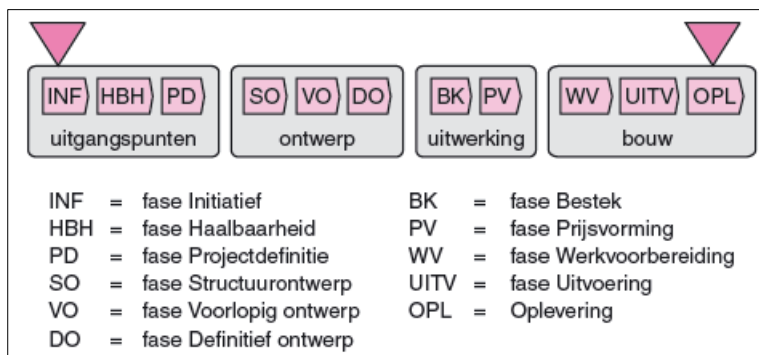 INF HBH PD SO VO DO BK PV WV UITV OPL
uitgangspunten ontwerp uitwerking bouw
INF = fase Initiatief
HBH = fase Haalbaarheid
PD = fase Projectdefinitie
SO = fase Structuurontwerp
VO = fase Voorlopig ontwerp
DO = fase Definitief ontwerp
BK = fase Bestek
PV = fase Prijsvorming
WV = fase Werkvoorbereiding
UITV = fase Uitvoering
OPL = Oplevering